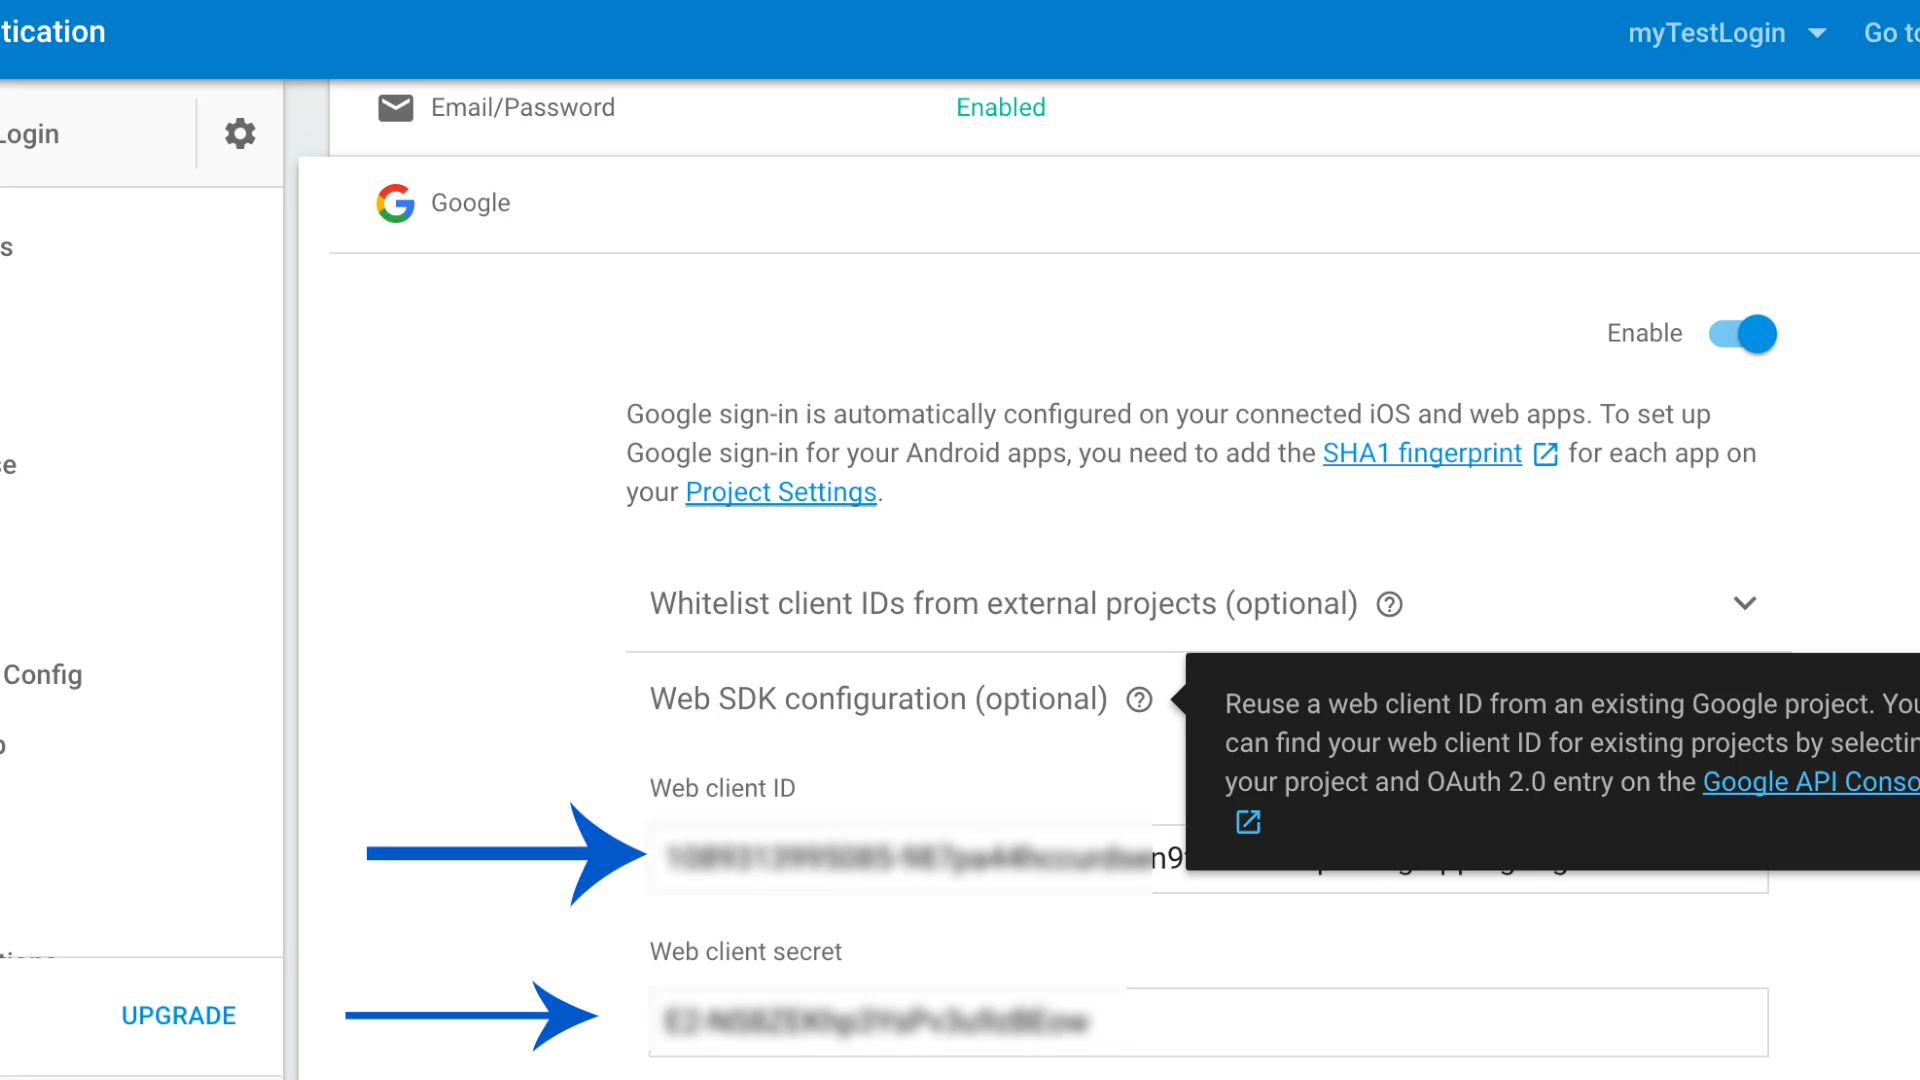 tication
myTestLogin
Go to
Login
Email/Password
Enabled
Google
s
Enable
Google sign-in is automatically configured on your connected iOS and web apps. To set up
Google sign-in for your Android apps, you need to add the SHA1 fingerprint for each app on
your Project Settings.
se
Whitelist client IDs from external projects (optional)
Config
Web SDK configuration (optional)
Reuse a web client ID from an existing Google project. You
can find your web client ID for existing projects by selectin
your project and OAuth 2.0 entry on the Google API Conso
Web client ID
n9
Web client secret
UPGRADE